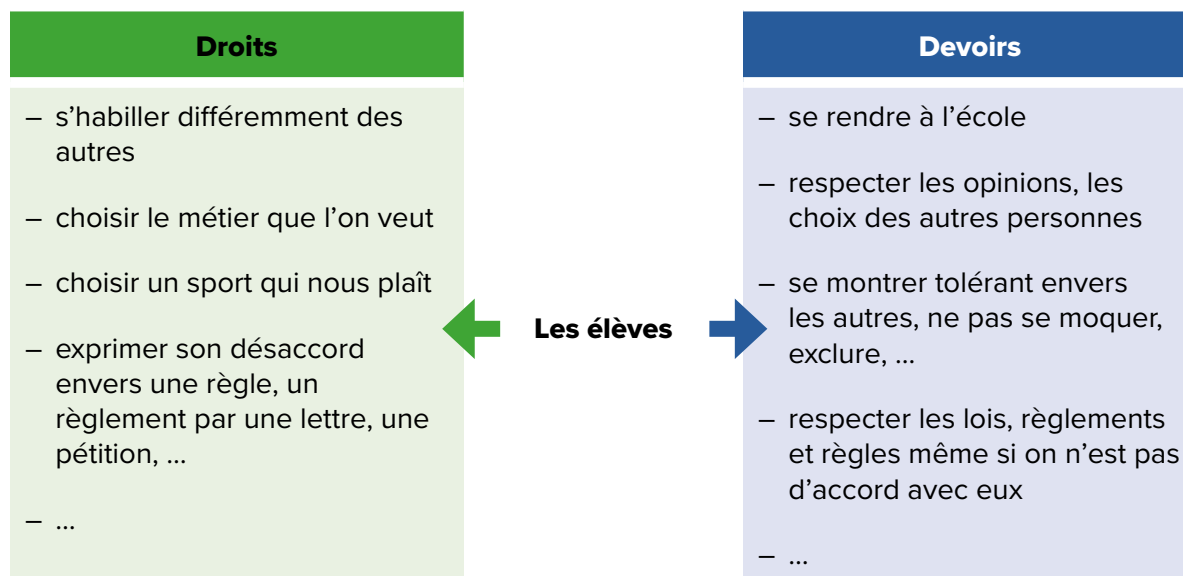 Droits
– s’habiller différemment des
autres
– choisir le métier que l’on veut
– choisir un sport qui nous plaît
– exprimer son désaccord
envers une règle, un
règlement par une lettre, une
pétition, ...
– ...
Les élèves
Devoirs
– se rendre à l’école
– respecter les opinions, les
choix des autres personnes
– se montrer tolérant envers
les autres, ne pas se moquer,
exclure, ...
– respecter les lois, règlements
et règles même si on n’est pas
d’accord avec eux
– ...